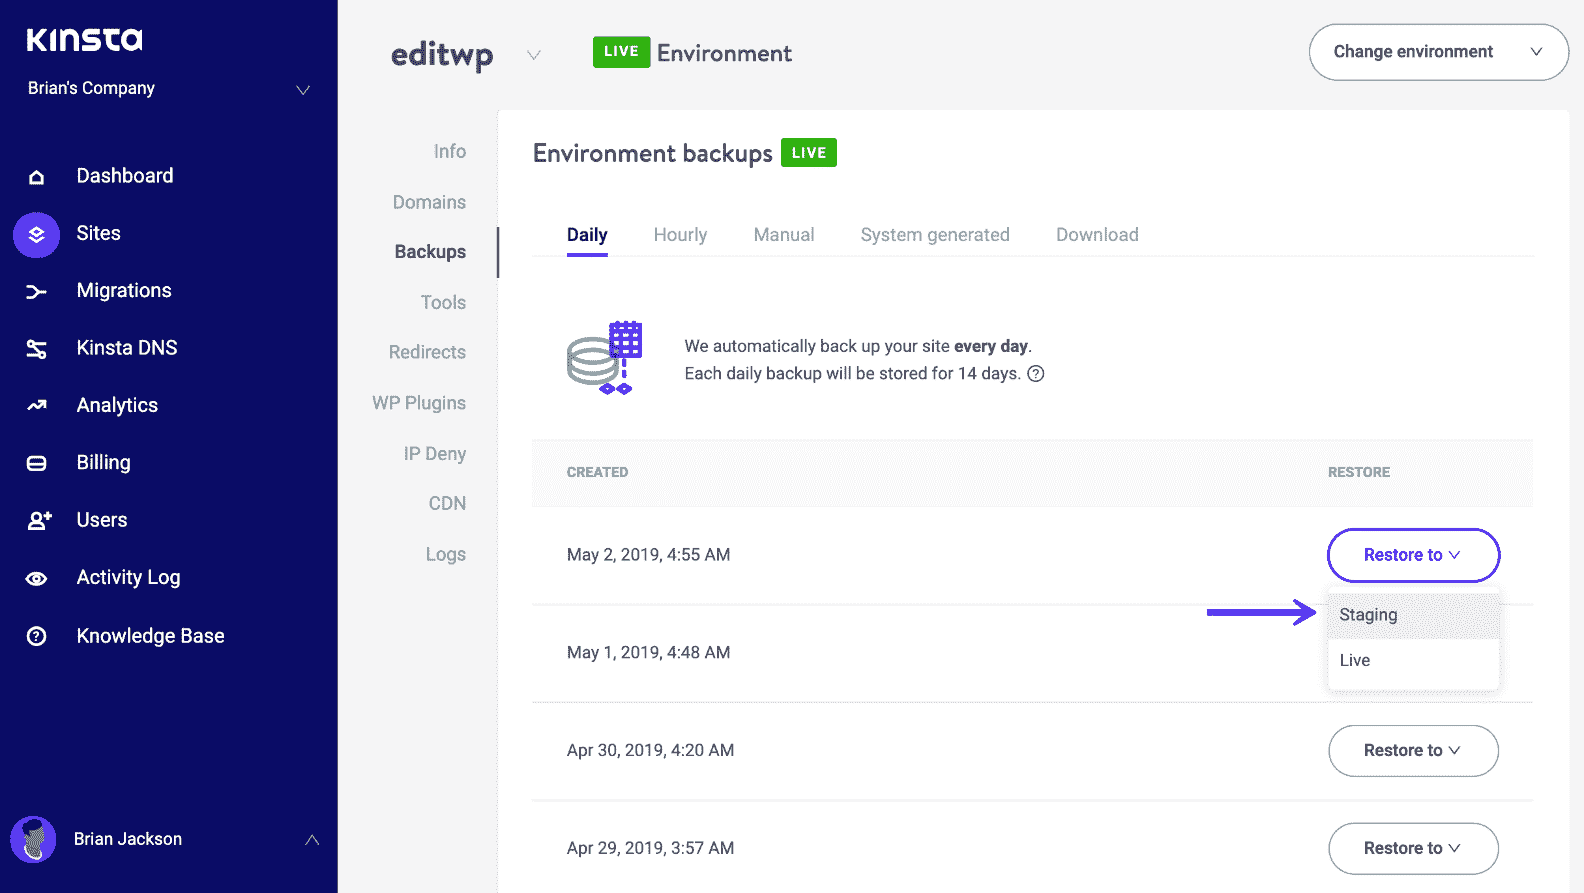 KINSTA
Brian's Company
Dashboard
Sites
Migrations
Kinsta DNS
Analytics
Billing
Users
Activity Log
Knowledge Base
Brian Jackson
editwp
LIVE Environment
Change environment
Info
Domains
Backups
Tools
Redirects
WP Plugins
IP Deny
CDN
Logs
Environment backups LIVE
Daily Hourly Manual System generated Download
We automatically back up your site every day.
Each daily backup will be stored for 14 days. ?
CREATED RESTORE
May 2, 2019, 4:55 AM Restore to
Staging
May 1, 2019, 4:48 AM
Live
Apr 30, 2019, 4:20 AM Restore to
Apr 29, 2019, 3:57 AM Restore to